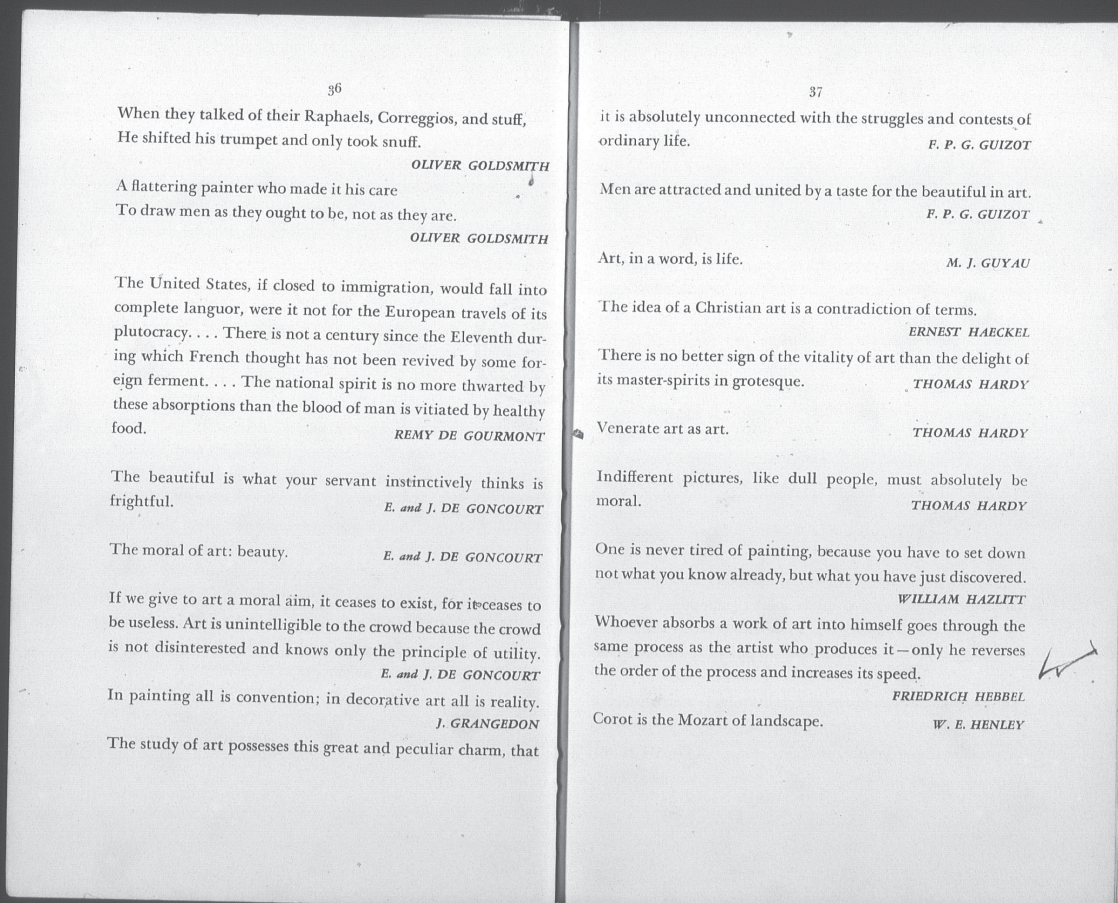 36
When they talked of their Raphaels, Correggios, and stuff,
He shifted his trumpet and only took snuff.
OLIVER GOLDSMITH
A flattering painter who made it his care
To draw men as they ought to be, not as they are.
OLIVER GOLDSMITH
The United States, if closed to immigration, would fall into
complete languor, were it not for the European travels of its
plutocracy. . . . There is not a century since the Eleventh dur-
ing which French thought has not been revived by some for-
eign ferment. . . . The national spirit is no more thwarted by
these absorptions than the blood of man is vitiated by healthy
food. REMY DE GOURMONT
The beautiful is what your servant instinctively thinks is
frightful. E. and J. DE GONCOURT
The moral of art: beauty. E. and J. DE GONCOURT
If we give to art a moral aim, it ceases to exist, for it ceases to
be useless. Art is unintelligible to the crowd because the crowd
is not disinterested and knows only the principle of utility.
E. and J. DE GONCOURT
In painting all is convention; in decorative art all is reality.
J. GRANGEDON
The study of art possesses this great and peculiar charm, that
37
it is absolutely unconnected with the struggles and contests of
ordinary life. F. P. G. GUIZOT
Men are attracted and united by a taste for the beautiful in art.
F. P. G. GUIZOT
Art, in a word, is life. M. J. GUYAU
The idea of a Christian art is a contradiction of terms.
ERNEST HAECKEL
There is no better sign of the vitality of art than the delight of
its master-spirits in grotesque. THOMAS HARDY
Venerate art as art. THOMAS HARDY
Indifferent pictures, like dull people, must absolutely be
moral. THOMAS HARDY
One is never tired of painting, because you have to set down
not what you know already, but what you have just discovered.
WILLIAM HAZLITT
Whoever absorbs a work of art into himself goes through the
same process as the artist who produces it—only he reverses
the order of the process and increases its speed.
FRIEDRICH HEBBEL
Corot is the Mozart of landscape. W. E. HENLEY